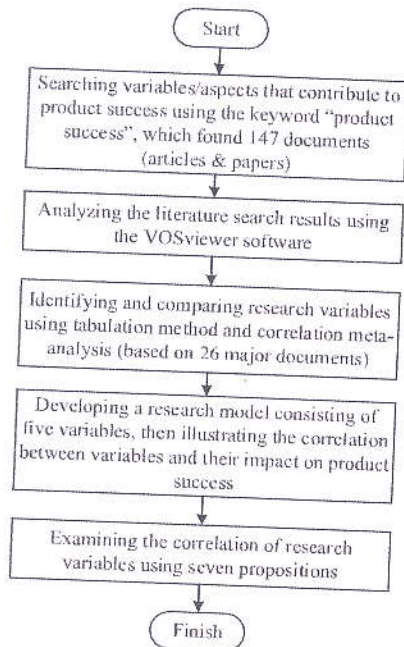 Start
Searching variables/aspects that contribute to
product success using the keyword “product
success”, which found 147 documents
(articles & papers)
Analyzing the literature search results using
the VOSviewer software
Identifying and comparing research variables
using tabulation method and correlation meta-
analysis (based on 26 major documents)
Developing a research model consisting of
five variables, then illustrating the correlation
between variables and their impact on product
success
Examining the correlation of research
variables using seven propositions
Finish